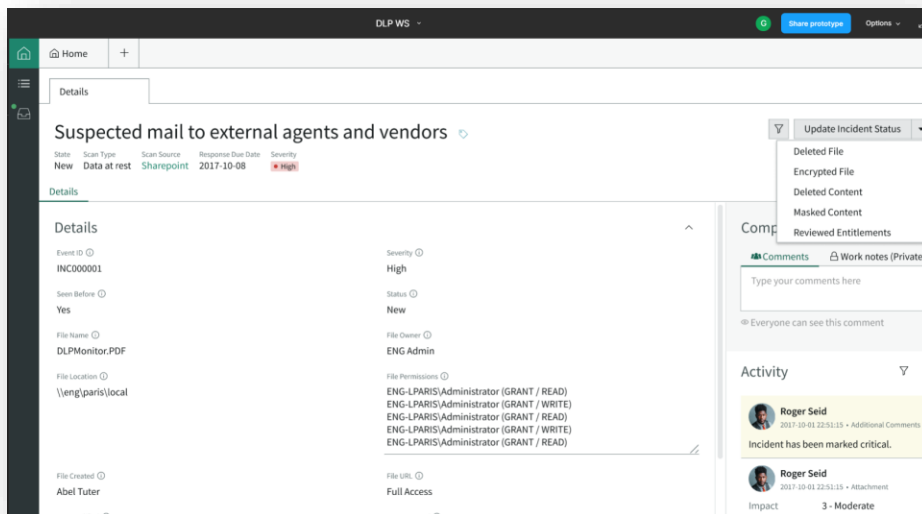 DLP WS
G
Share prototype
Options
Home
Details
Suspected mail to external agents and vendors
Update Incident Status
State Scan Type Scan Source Response Due Date Severity
New Data at rest Sharepoint 2017-10-08 High
Deleted File
Encrypted File
Deleted Content
Masked Content
Reviewed Entitlements
Details
Details
Event ID
INC000001
Severity
High
Seen Before
Yes
Status
New
File Name
DLPMonitor.PDF
File Owner
ENG Admin
File Location
\\eng\paris\local
File Permissions
ENG-LPARIS\Administrator (GRANT / READ)
ENG-LPARIS\Administrator (GRANT / WRITE)
ENG-LPARIS\Administrator (GRANT / READ)
ENG-LPARIS\Administrator (GRANT / WRITE)
ENG-LPARIS\Administrator (GRANT / READ)
File Created
Abel Tuter
File URL
Full Access
Comp
Comments Work notes (Private
Type your comments here
Everyone can see this comment
Activity
Roger Seid
2017-10-01 22:51:15 • Additional Comments
Incident has been marked critical.
Roger Seid
2017-10-01 22:51:15 • Attachment
Impact 3 - Moderate